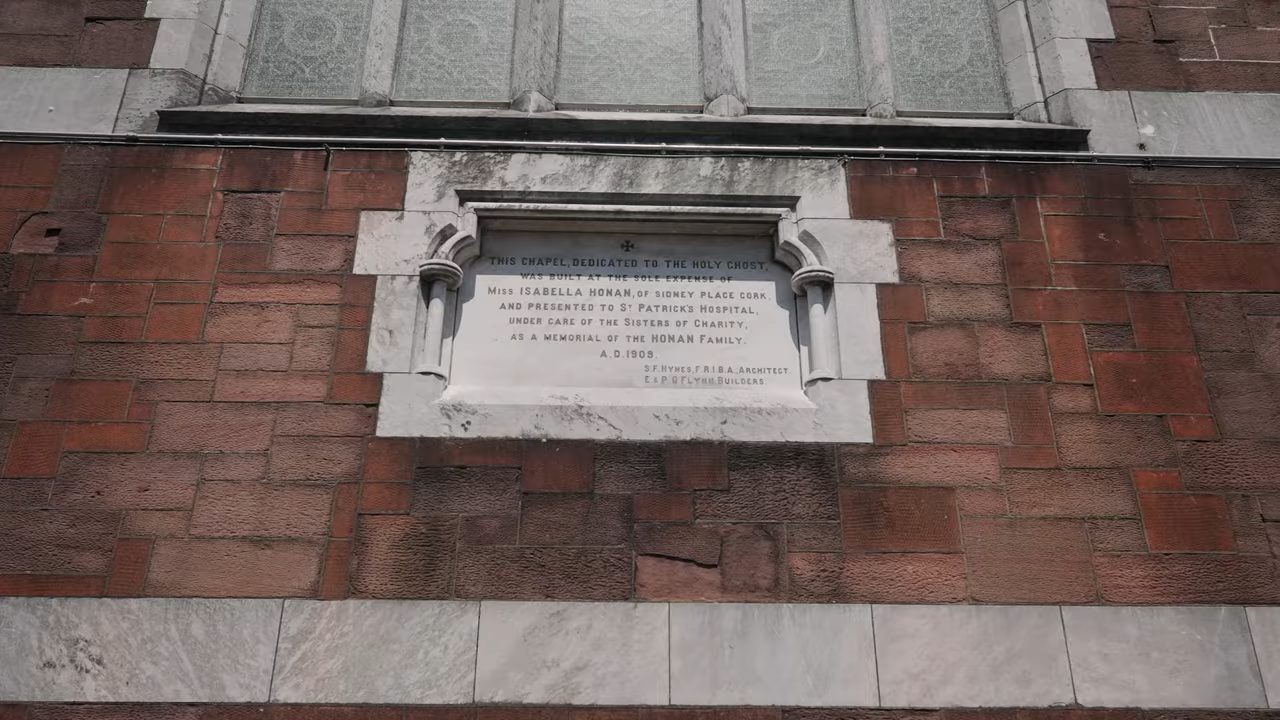 THIS CHAPEL, DEDICATED TO THE HOLY GHOST,
WAS BUILT AT THE SOLE EXPENSE OF
MISS ISABELLA HONAN, OF SIDNEY PLACE CORK,
AND PRESENTED TO ST PATRICK'S HOSPITAL,
UNDER CARE OF THE SISTERS OF CHARITY,
AS A MEMORIAL OF THE HONAN FAMILY.
A.D. 1909.
S.F. HYNES, F.R.I.B.A., ARCHITECT.
E & P. O'FLYNN, BUILDERS.